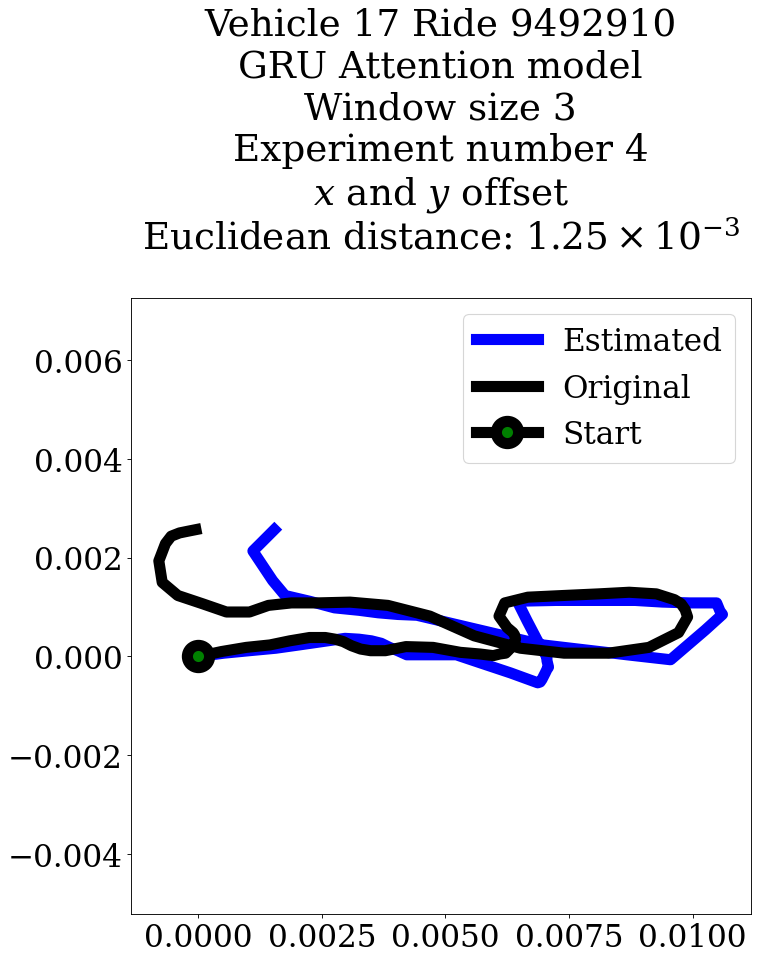 Vehicle 17 Ride 9492910
GRU Attention model
Window size 3
Experiment number 4
x and y offset
Euclidean distance: 1.25 × 10⁻³
Estimated
Original
Start
0.006
0.004
0.002
0.000
−0.002
−0.004
0.0000 0.0025 0.0050 0.0075 0.0100